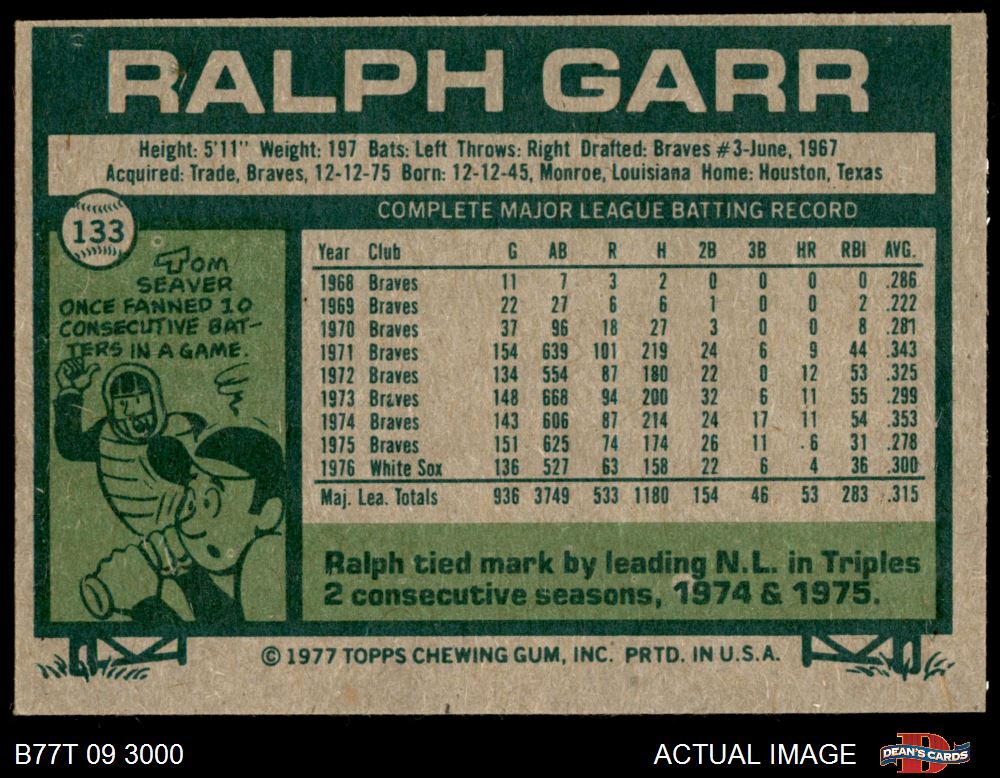 RALPH GARR
Height: 5'11" Weight: 197 Bats: Left Throws: Right Drafted: Braves #3-June, 1967
Acquired: Trade, Braves, 12-12-75 Born: 12-12-45, Monroe, Louisiana Home: Houston, Texas
133
TOM
SEAVER
ONCE FANNED 10
CONSECUTIVE BAT-
TERS IN A GAME.
COMPLETE MAJOR LEAGUE BATTING RECORD
Year Club G AB R H 2B 3B HR RBI AVG.
1968 Braves 11 7 3 2 0 0 0 0 .286
1969 Braves 22 27 6 6 1 0 0 2 .222
1970 Braves 37 96 18 27 3 0 0 8 .281
1971 Braves 154 639 101 219 24 6 9 44 .343
1972 Braves 134 554 87 180 22 0 12 53 .325
1973 Braves 148 668 94 200 32 6 11 55 .299
1974 Braves 143 606 87 214 24 17 11 54 .353
1975 Braves 151 625 74 174 26 11 6 31 .278
1976 White Sox 136 527 63 158 22 6 4 36 .300
Maj. Lea. Totals 936 3749 533 1180 154 46 53 283 .315
Ralph tied mark by leading N.L. in Triples
2 consecutive seasons, 1974 & 1975.
© 1977 TOPPS CHEWING GUM, INC. PRTD. IN U.S.A.
B77T 09 3000
ACTUAL IMAGE
D
DEAN'S CARDS